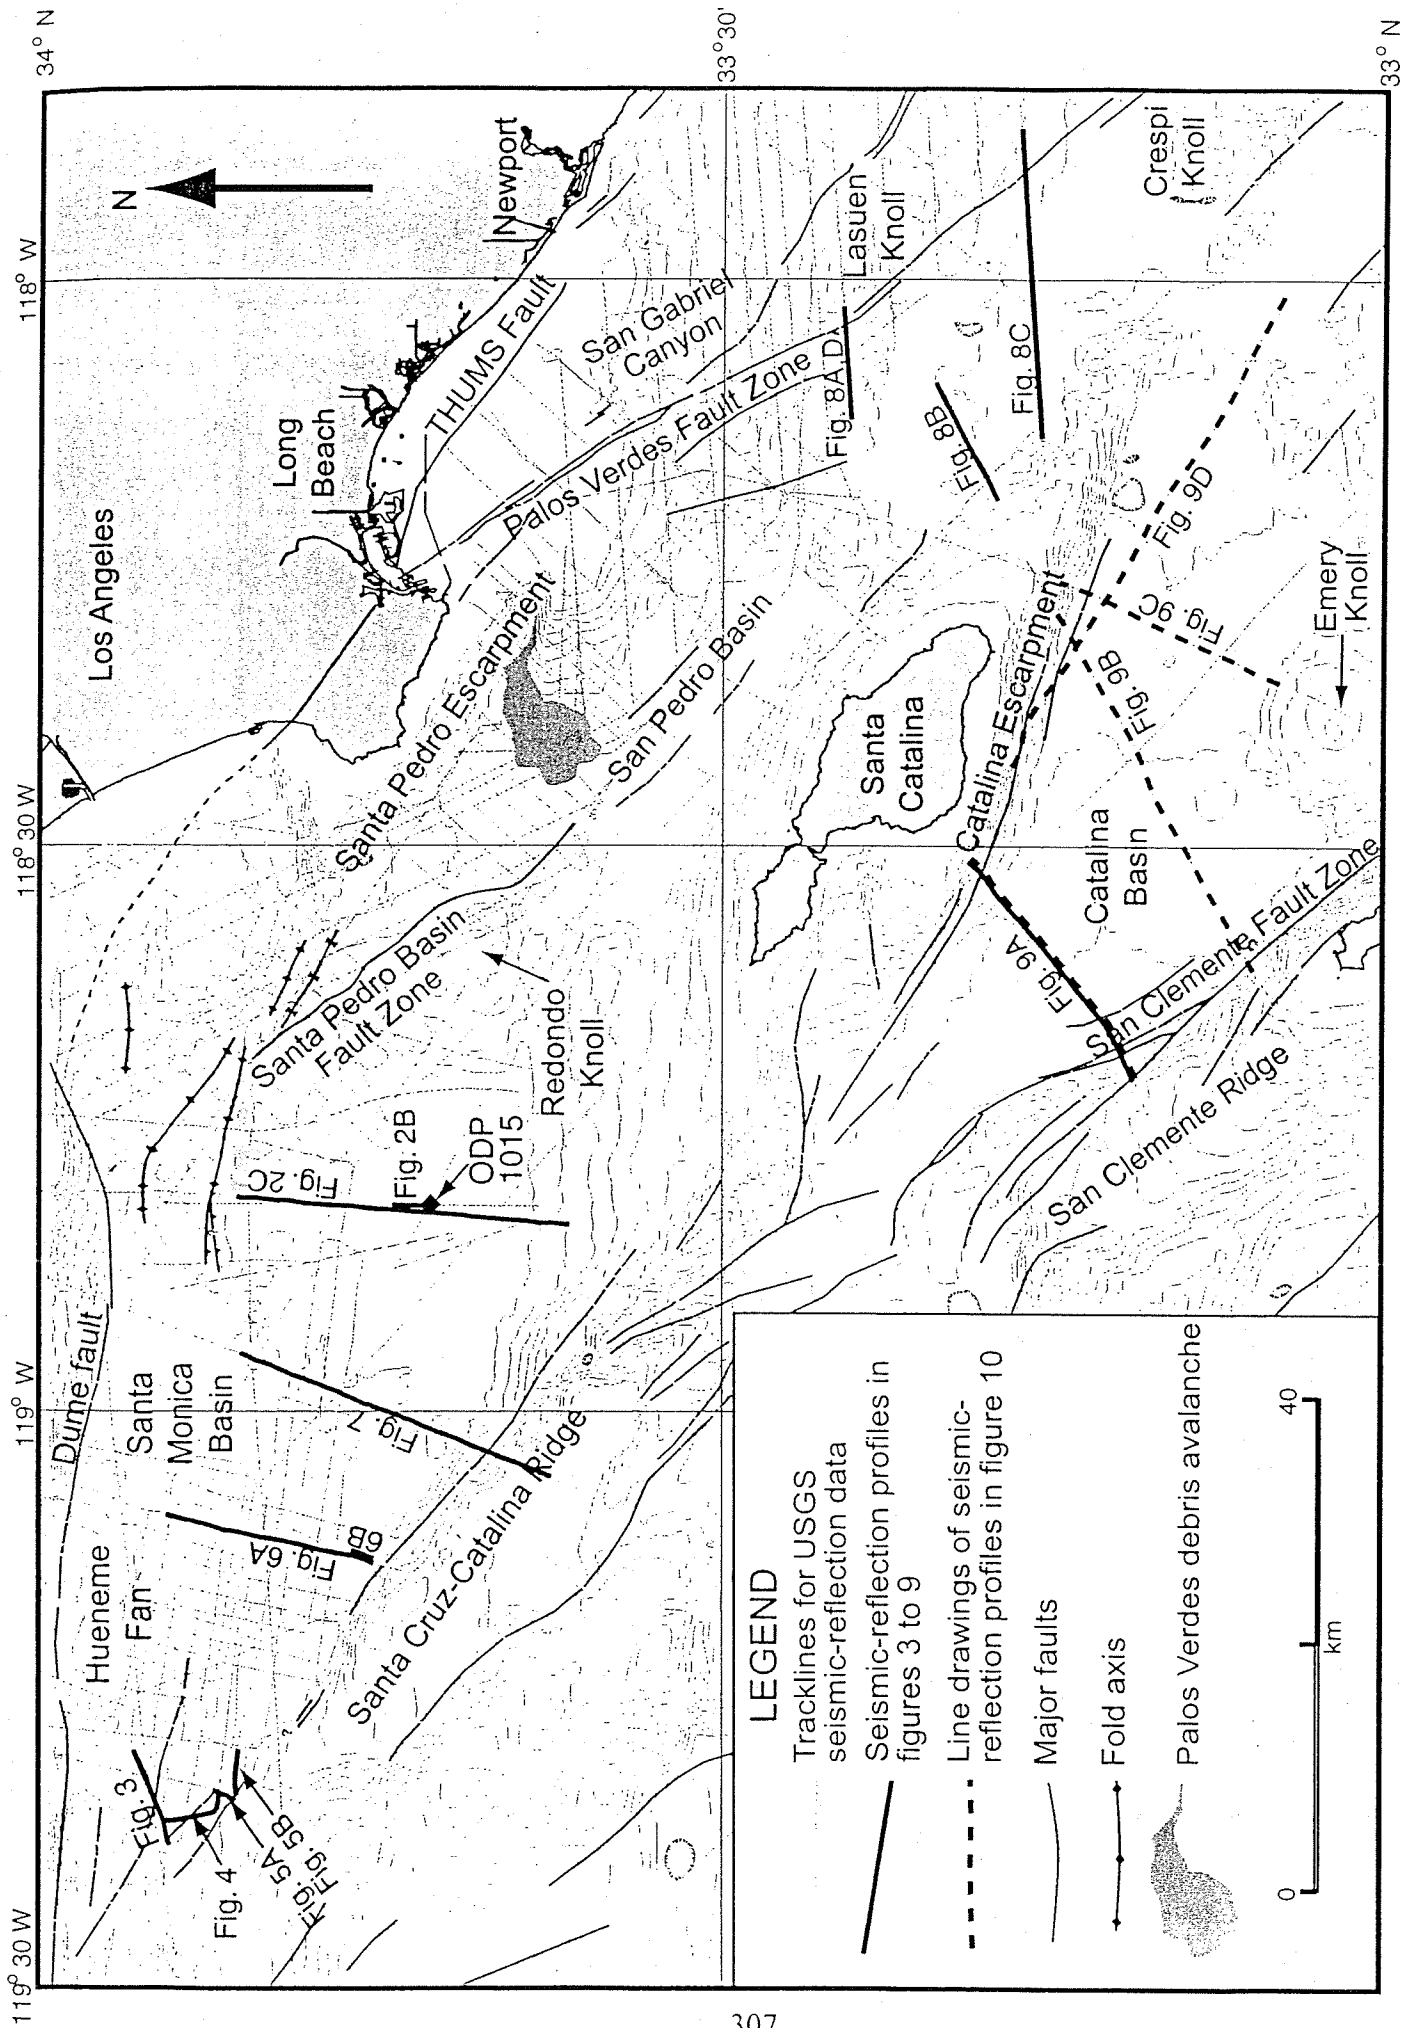 34° N
33°30'
33° N
118° W
118° 30 W
119° W
119° 30 W
N
Los Angeles
Long
Beach
Newport
THUMS Fault
San Gabriel
Canyon
Palos Verdes Fault Zone
Lasuen
Knoll
Crespi
Knoll
Fig. 8A,D
Fig. 8B
Fig. 8C
Santa Pedro Escarpment
San Pedro Basin
Santa
Catalina
Catalina Escarpment
Fig. 9D
Fig. 9C
Fig. 9B
Emery
Knoll
Catalina
Basin
Fig. 9A
San Clemente Fault Zone
San Clemente Ridge
Santa Pedro Basin
Fault Zone
Redondo
Knoll
Fig. 2C
Fig. 2B
ODP
1015
Dume fault
Santa
Monica
Basin
Fig. 7
Santa Cruz-Catalina Ridge
Hueneme
Fan
Fig. 6A
6B
Fig. 3
Fig. 4
Fig. 5A
Fig. 5B
?
LEGEND
Tracklines for USGS
seismic-reflection data
Seismic-reflection profiles in
figures 3 to 9
Line drawings of seismic-
reflection profiles in figure 10
Major faults
Fold axis
Palos Verdes debris avalanche
0
40
km
307